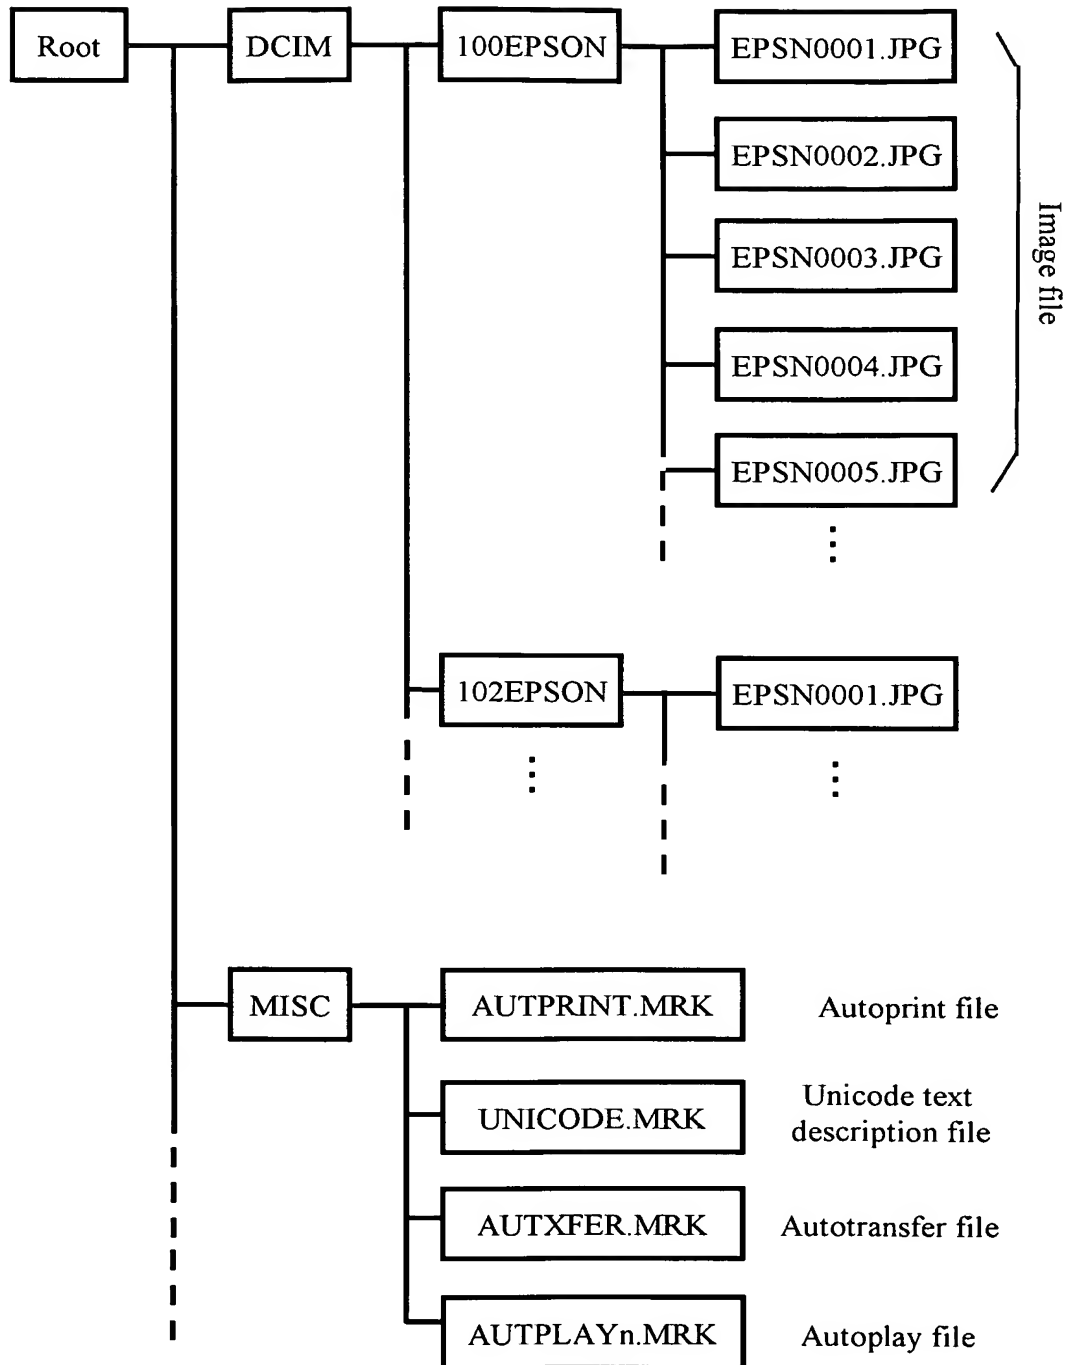 Root
DCIM
100EPSON
EPSN0001.JPG
EPSN0002.JPG
EPSN0003.JPG
EPSN0004.JPG
EPSN0005.JPG
Image file
102EPSON
EPSN0001.JPG
MISC
AUTPRINT.MRK
Autoprint file
UNICODE.MRK
Unicode text
description file
AUTXFER.MRK
Autotransfer file
AUTPLAYn.MRK
Autoplay file